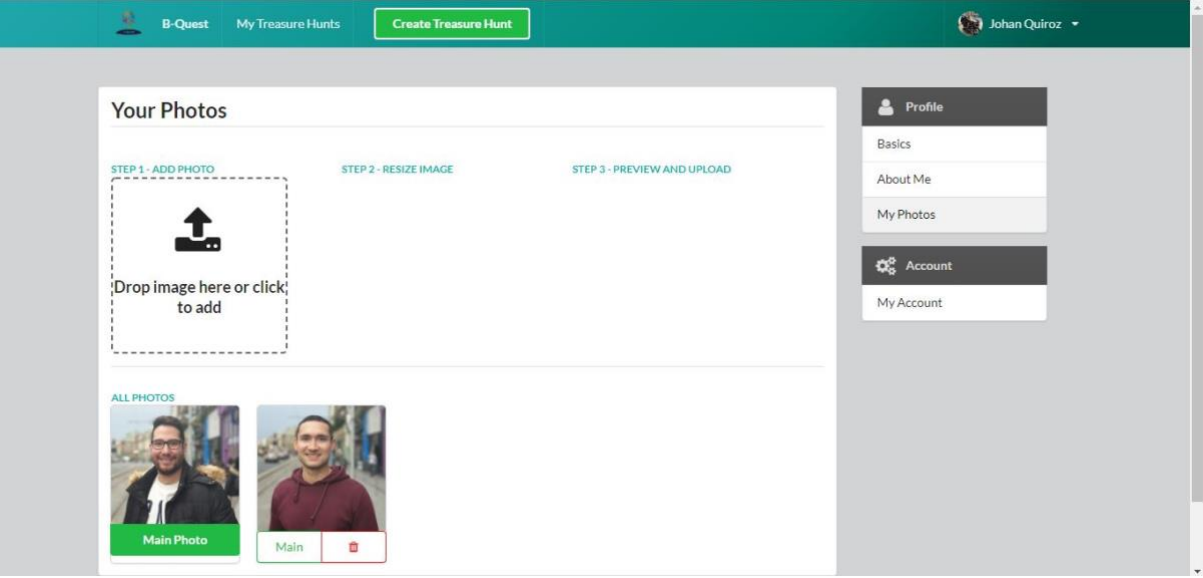 B-Quest
My Treasure Hunts
Create Treasure Hunt
Johan Quiroz
Your Photos
STEP 1 - ADD PHOTO
STEP 2 - RESIZE IMAGE
STEP 3 - PREVIEW AND UPLOAD
Drop image here or click
to add
ALL PHOTOS
Main Photo
Main
Profile
Basics
About Me
My Photos
Account
My Account